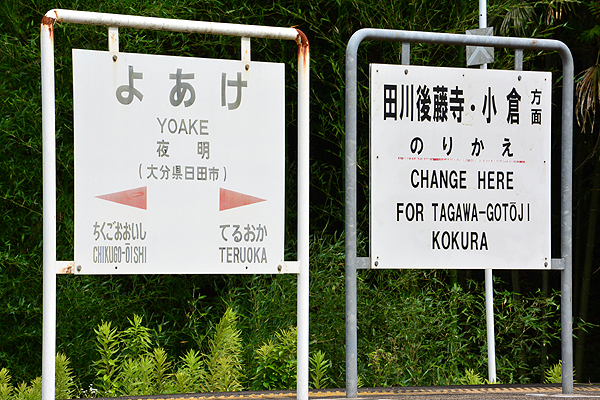 よあけ
YOAKE
夜明
(大分県日田市)
ちくごおおいし
CHIKUGO-ŌISHI
てるおか
TERUOKA
田川後藤寺・小倉方面
のりかえ
CHANGE HERE
FOR TAGAWA-GOTŌJI
KOKURA